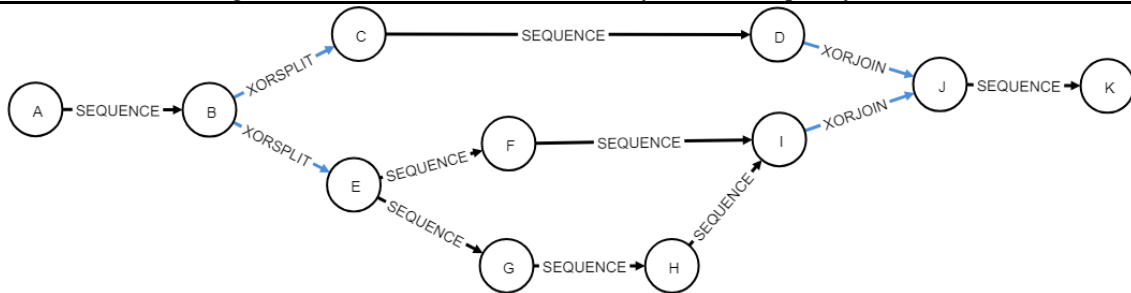 C
SEQUENCE
D
XORSPLIT
XORJOIN
A
SEQUENCE
B
J
SEQUENCE
K
XORSPLIT
F
SEQUENCE
I
XORJOIN
SEQUENCE
E
SEQUENCE
SEQUENCE
G
SEQUENCE
H